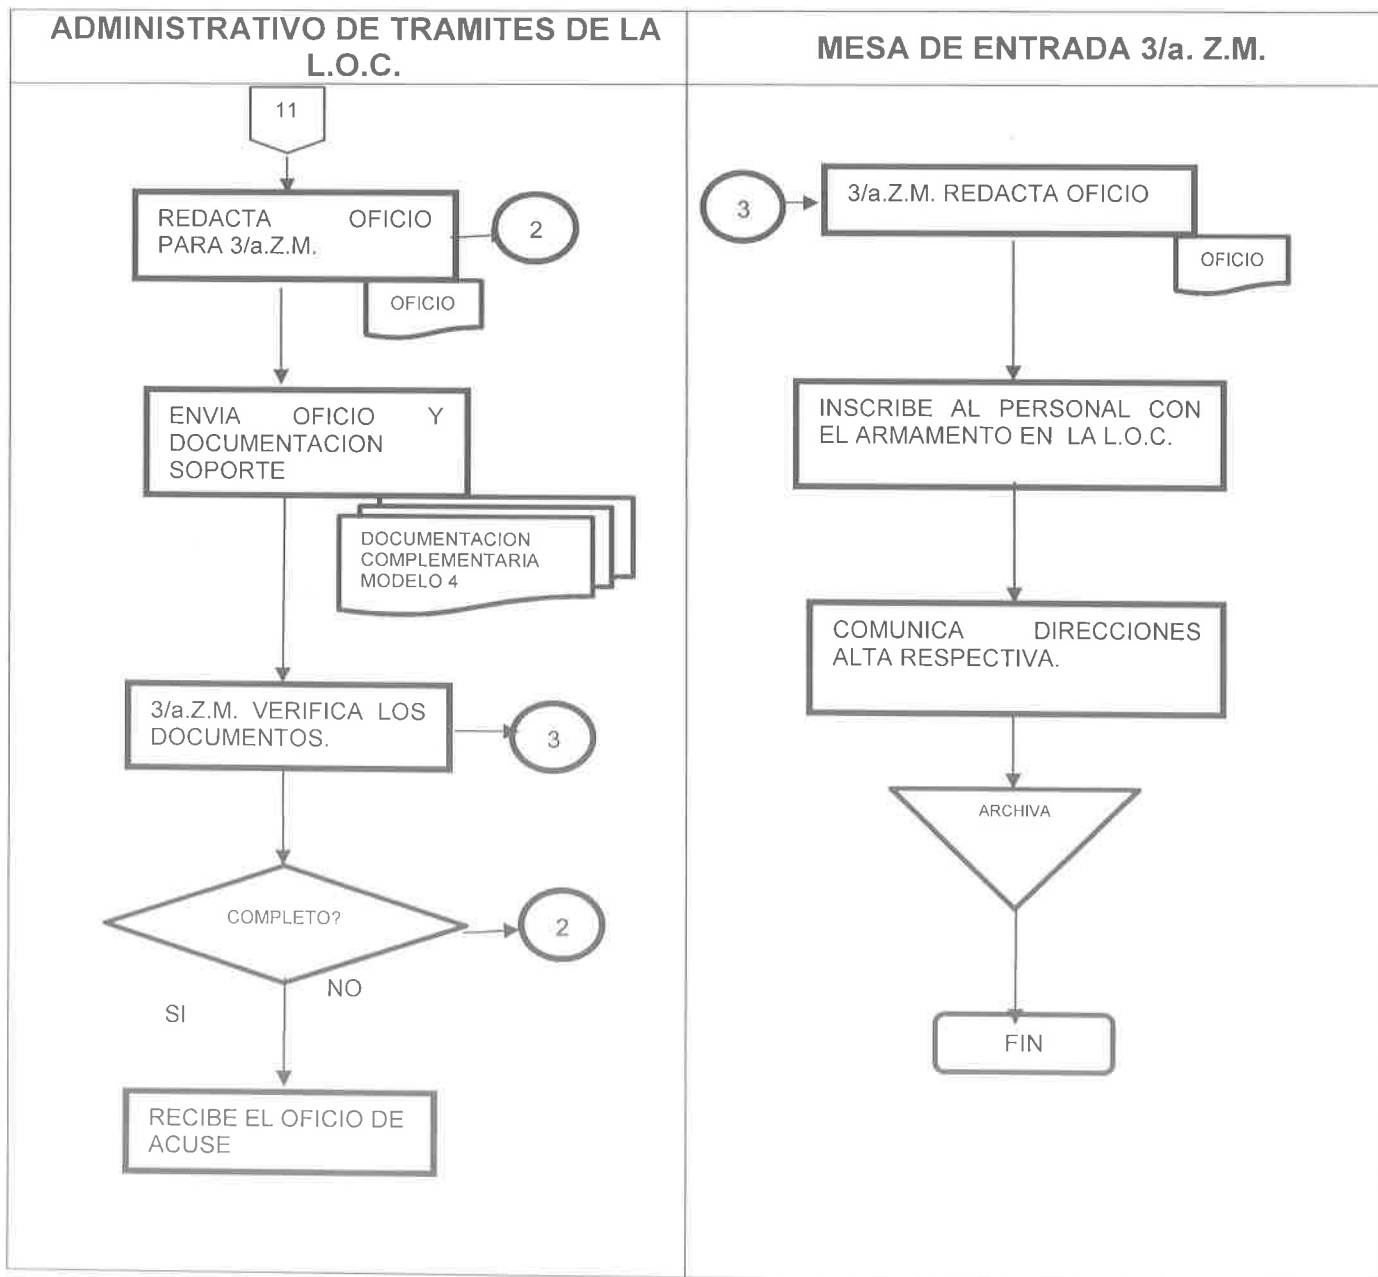 ADMINISTRATIVO DE TRAMITES DE LA
L.O.C.
11
REDACTA OFICIO
PARA 3/a.Z.M.
2
OFICIO
ENVIA OFICIO Y
DOCUMENTACION
SOPORTE
DOCUMENTACION
COMPLEMENTARIA
MODELO 4
3/a.Z.M. VERIFICA LOS
DOCUMENTOS.
3
COMPLETO?
2
NO
SI
RECIBE EL OFICIO DE
ACUSE
MESA DE ENTRADA 3/a. Z.M.
3
3/a.Z.M. REDACTA OFICIO
OFICIO
INSCRIBE AL PERSONAL CON
EL ARMAMENTO EN LA L.O.C.
COMUNICA DIRECCIONES
ALTA RESPECTIVA.
ARCHIVA
FIN